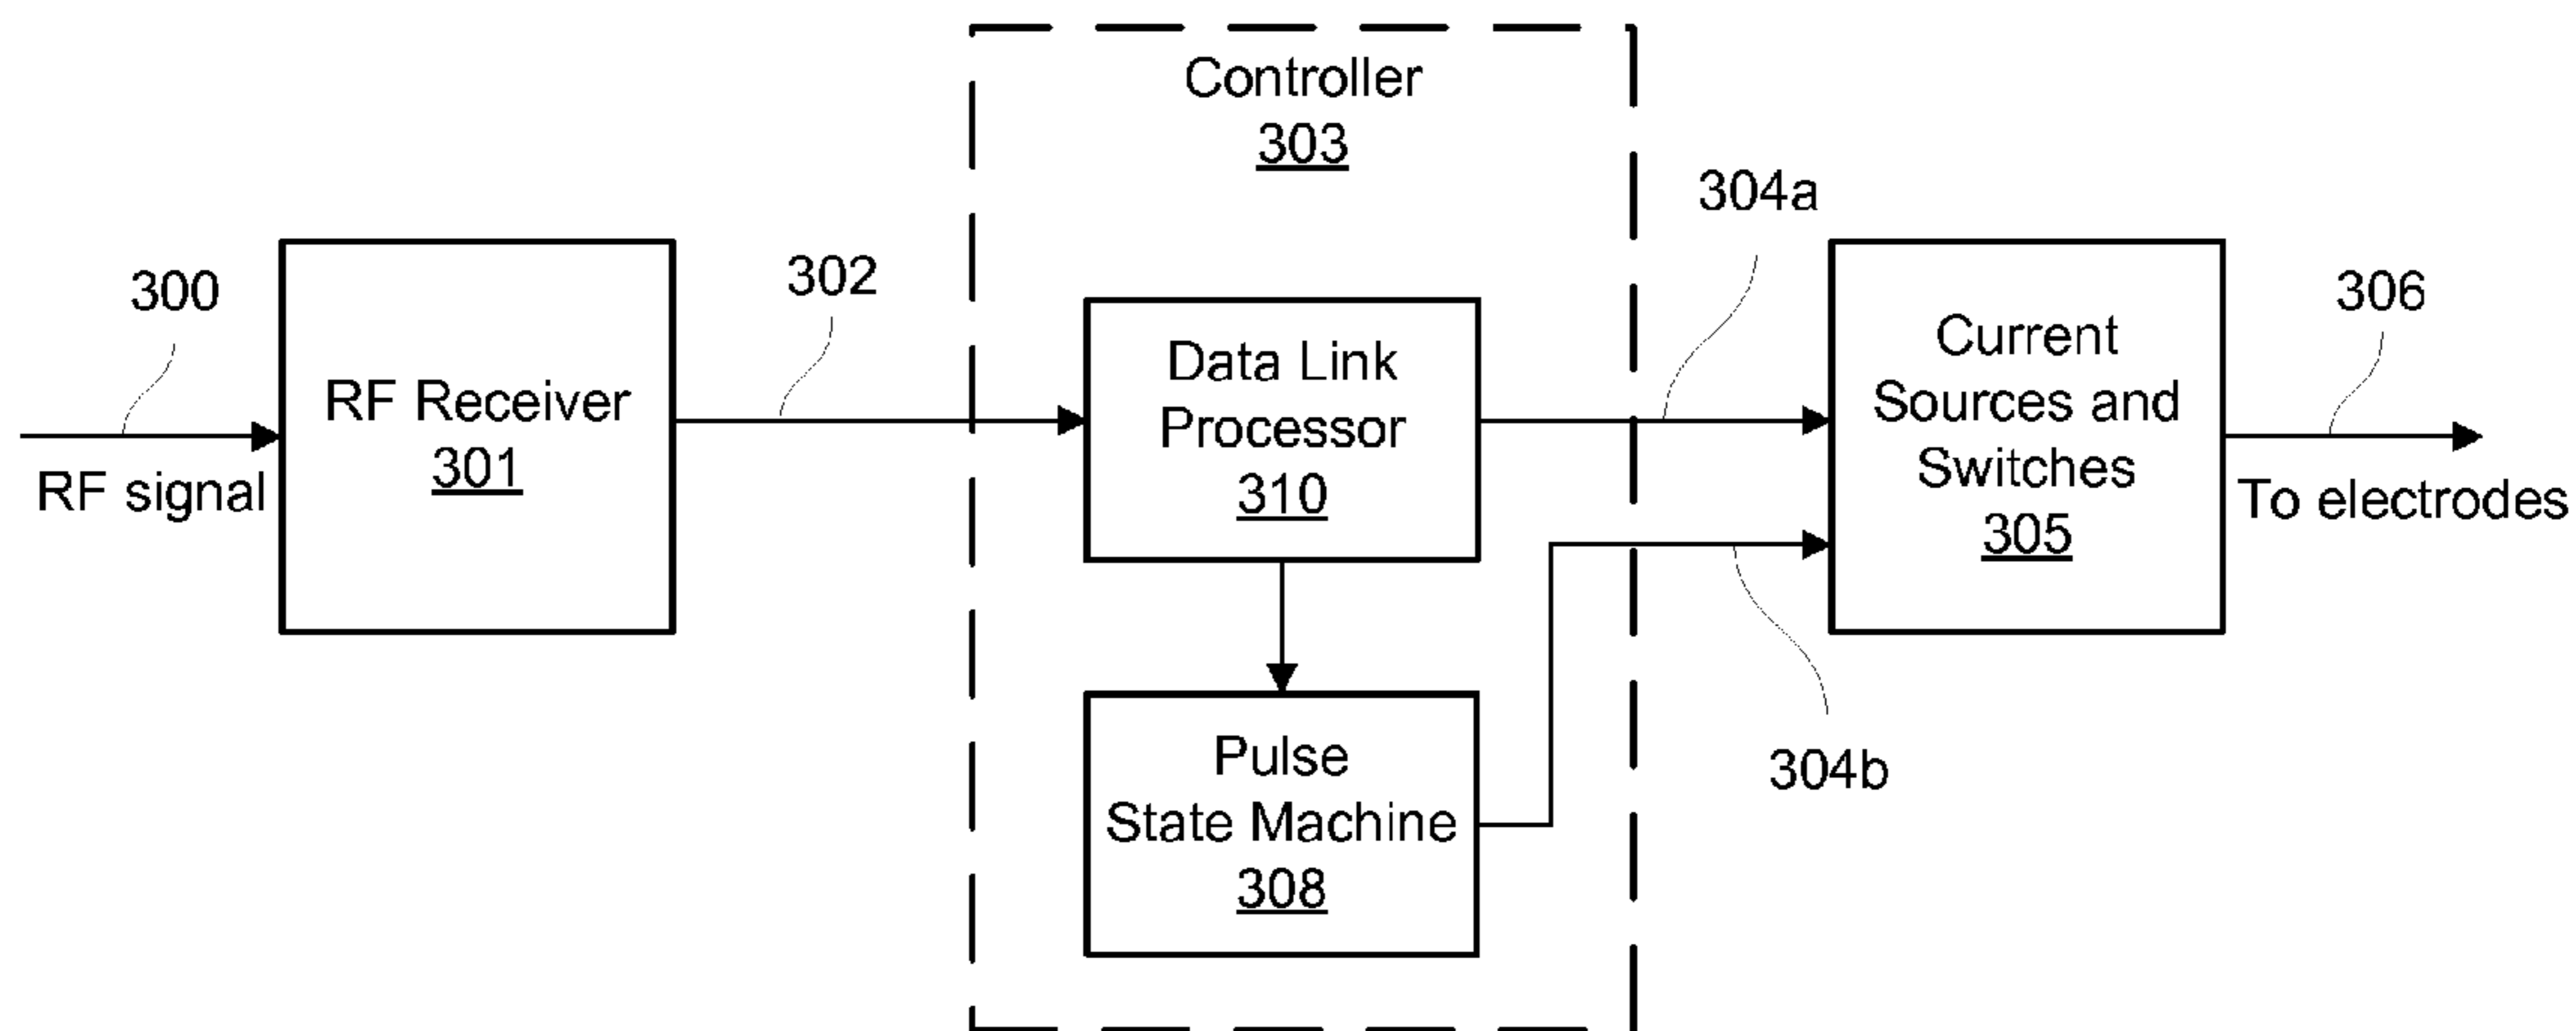 Controller
303
304a
300
302
306
RF Receiver
301
RF signal
Data Link
Processor
310
Current
Sources and
Switches
305
To electrodes
Pulse
State Machine
308
304b